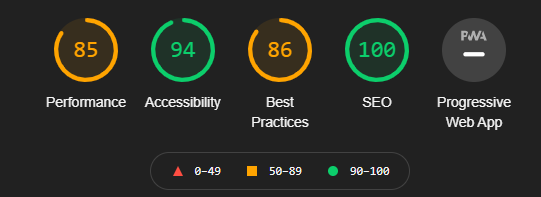 85 94 86 100 PWA
Performance Accessibility Best Practices SEO Progressive Web App
0–49 50–89 90–100